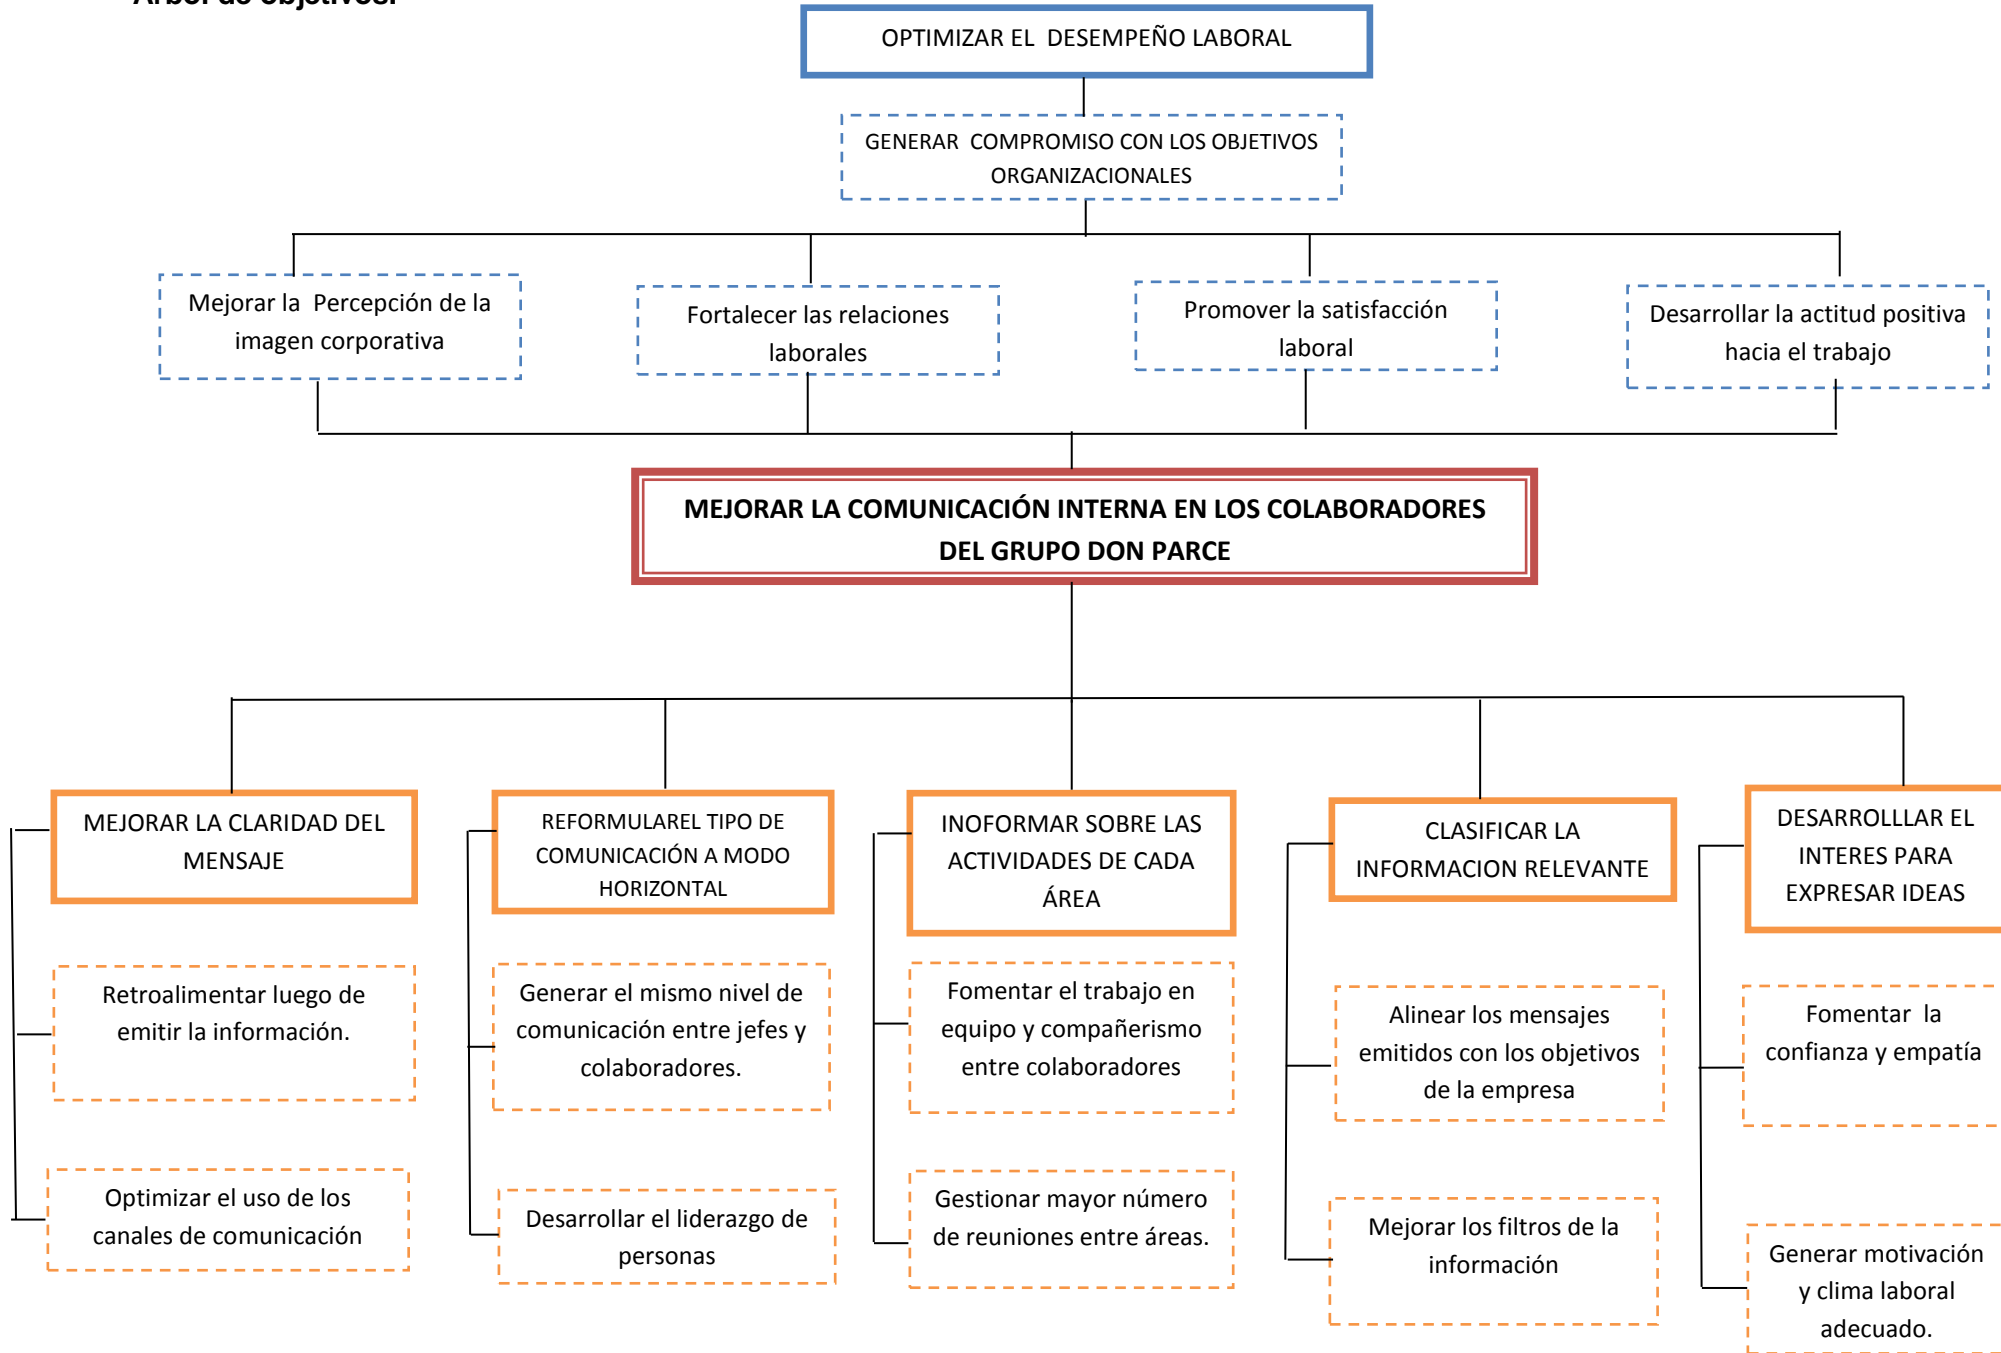 Árbol de objetivos.
OPTIMIZAR EL DESEMPEÑO LABORAL
GENERAR COMPROMISO CON LOS OBJETIVOS
ORGANIZACIONALES
Mejorar la Percepción de la
imagen corporativa
Fortalecer las relaciones
laborales
Promover la satisfacción
laboral
Desarrollar la actitud positiva
hacia el trabajo
MEJORAR LA COMUNICACIÓN INTERNA EN LOS COLABORADORES
DEL GRUPO DON PARCE
MEJORAR LA CLARIDAD DEL
MENSAJE
REFORMULAREL TIPO DE
COMUNICACIÓN A MODO
HORIZONTAL
INOFORMAR SOBRE LAS
ACTIVIDADES DE CADA
ÁREA
CLASIFICAR LA
INFORMACION RELEVANTE
DESARROLLLAR EL
INTERES PARA
EXPRESAR IDEAS
Retroalimentar luego de
emitir la información.
Generar el mismo nivel de
comunicación entre jefes y
colaboradores.
Fomentar el trabajo en
equipo y compañerismo
entre colaboradores
Alinear los mensajes
emitidos con los objetivos
de la empresa
Fomentar la
confianza y empatía
Optimizar el uso de los
canales de comunicación
Desarrollar el liderazgo de
personas
Gestionar mayor número
de reuniones entre áreas.
Mejorar los filtros de la
información
Generar motivación
y clima laboral
adecuado.